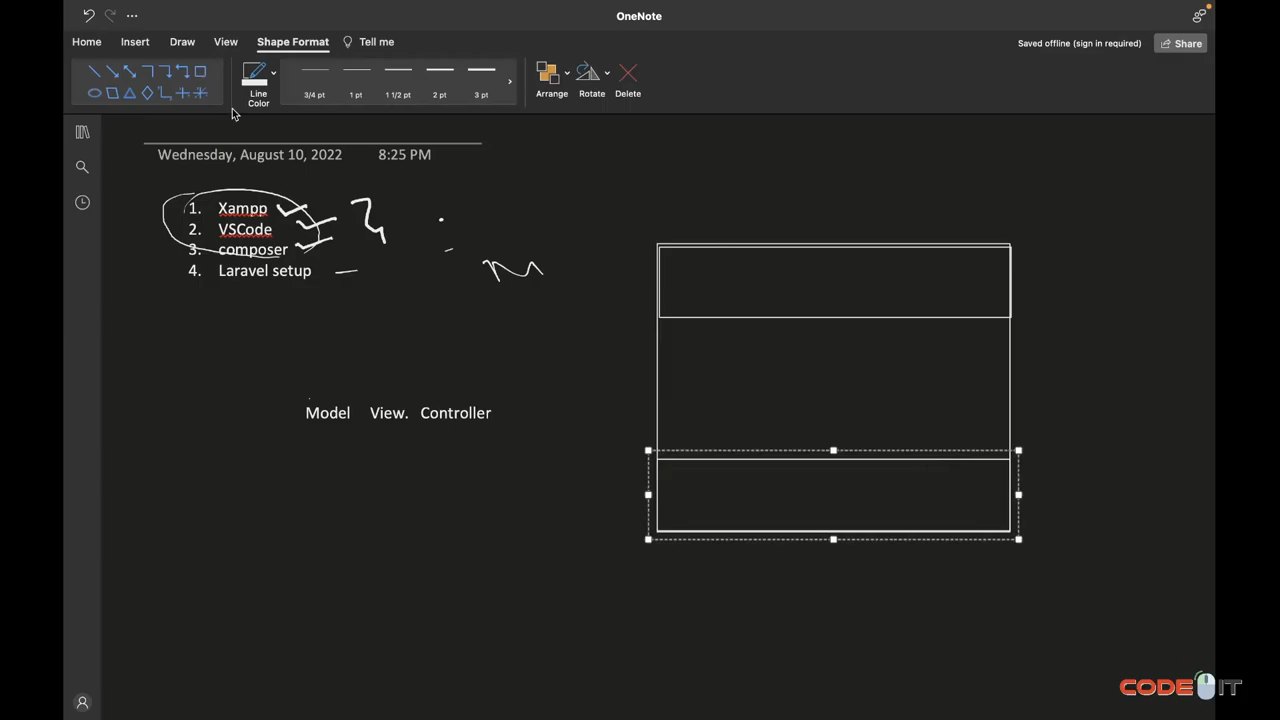 OneNote
Home Insert Draw View Shape Format Tell me
Saved offline (sign in required) Share
3/4 pt 1 pt 1 1/2 pt 2 pt 3 pt
Line Color
Arrange Rotate Delete
Wednesday, August 10, 2022 8:25 PM
1. Xampp
2. VSCode
3. composer
4. Laravel setup
Model View. Controller
CODE IT